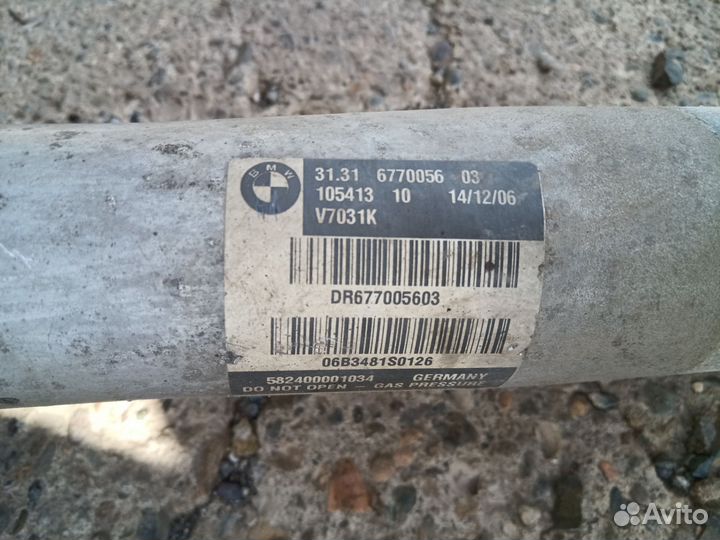 BMW
31.31 6770056 03
105413 10 14/12/06
V7031K
DR677005603
06B3481S0126
582400001034 GERMANY
DO NOT OPEN - GAS PRESSURE
Avito